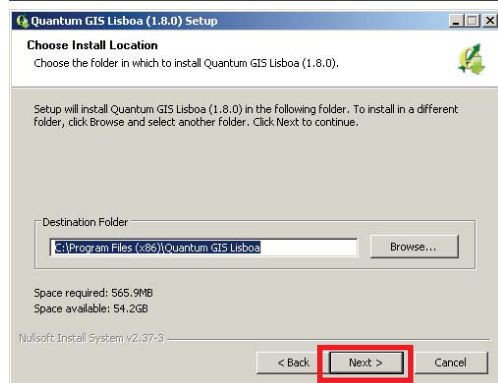 Quantum GIS Lisboa (1.8.0) Setup
Choose Install Location
Choose the folder in which to install Quantum GIS Lisboa (1.8.0).
Setup will install Quantum GIS Lisboa (1.8.0) in the following folder. To install in a different
folder, click Browse and select another folder. Click Next to continue.
Destination Folder
C:\Program Files (x86)\Quantum GIS Lisboa
Browse...
Space required: 565.9MB
Space available: 54.2GB
Nullsoft Install System v2.37-3
< Back Next > Cancel